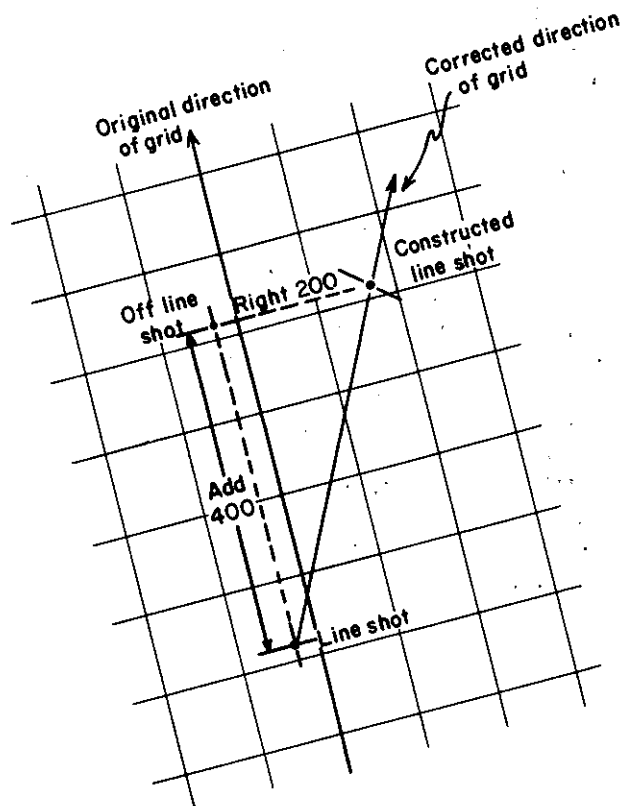 Corrected direction
of grid
Original direction
of grid
Constructed
line shot
Off line
shot
Right 200
Add
400
Line shot